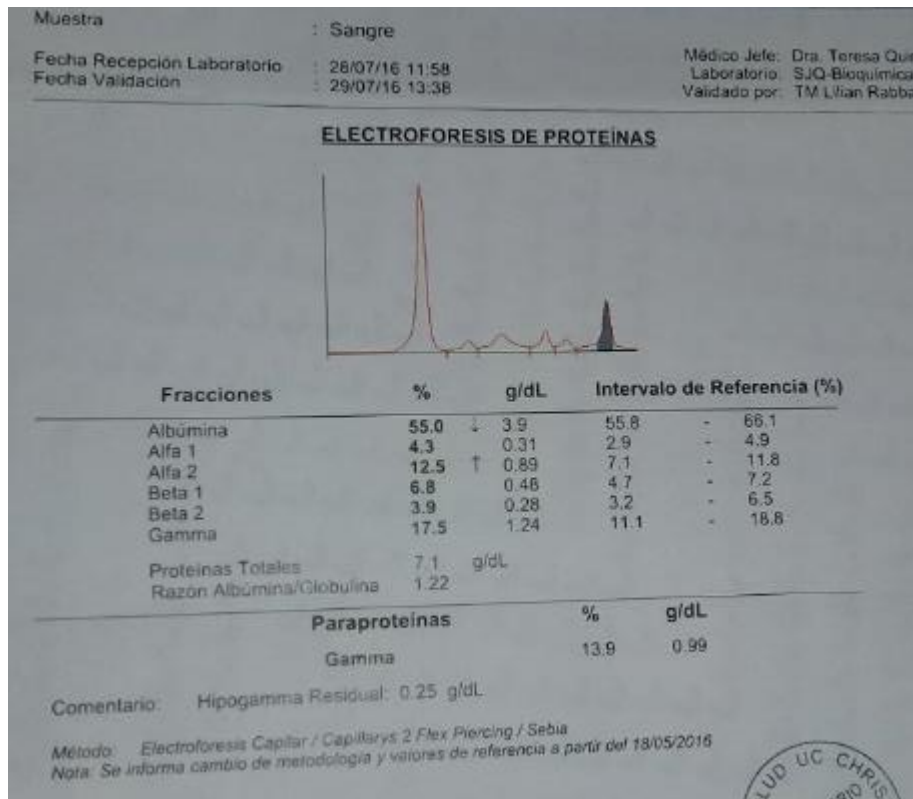 Muestra : Sangre
Fecha Recepción Laboratorio : 28/07/16 11:58
Fecha Validación : 29/07/16 13:38
Médico Jefe: Dra. Teresa
Laboratorio: SJQ-Bioquímica
Validado por: TM Lilian
ELECTROFORESIS DE PROTEÍNAS
Fracciones % g/dL Intervalo de Referencia (%)
Albúmina 55.0 ↓ 3.9 55.8 - 66.1
Alfa 1 4.3 0.31 2.9 - 4.9
Alfa 2 12.5 ↑ 0.89 7.1 - 11.8
Beta 1 6.8 0.48 4.7 - 7.2
Beta 2 3.9 0.28 3.2 - 6.5
Gamma 17.5 1.24 11.1 - 18.8
Proteínas Totales 7.1 g/dL
Razón Albúmina/Globulina 1.22
Paraproteínas % g/dL
Gamma 13.9 0.99
Comentario: Hipogamma Residual: 0.25 g/dL
Método: Electroforesis Capilar / Capillarys 2 Flex Piercing / Sebia
Nota: Se informa cambio de metodología y valores de referencia a partir del 18/05/2016
UC